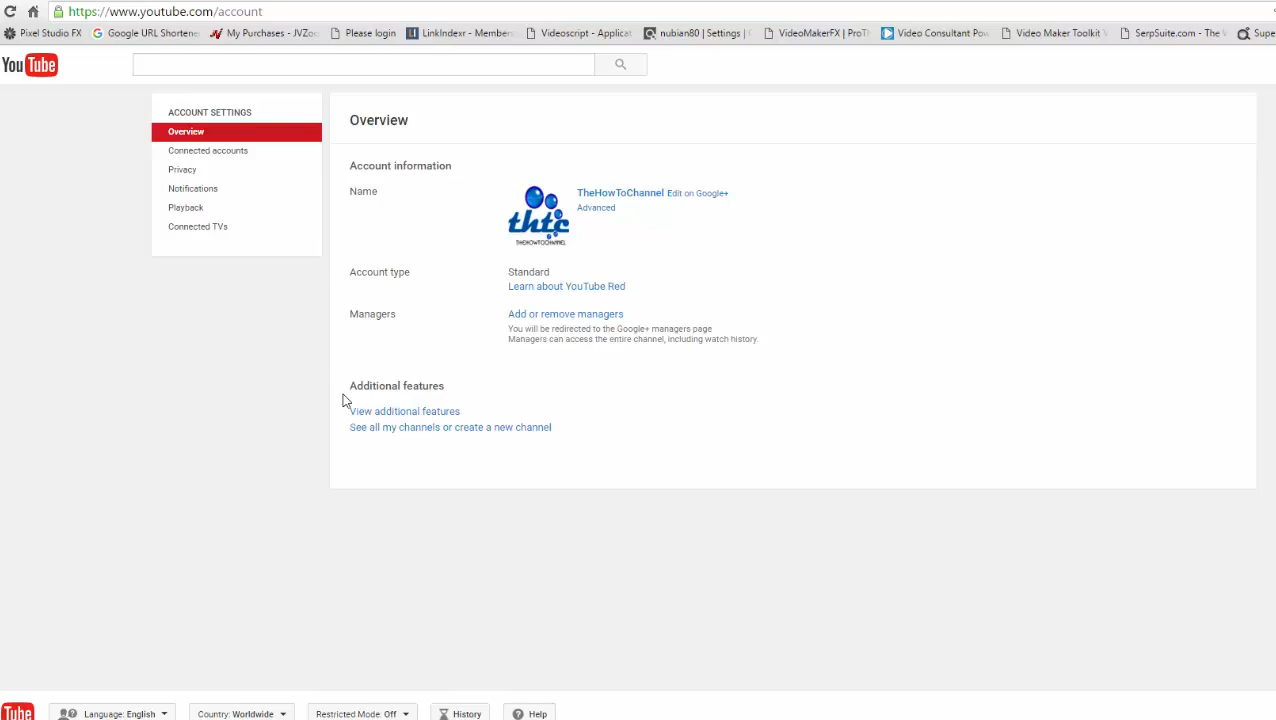 https://www.youtube.com/account
Pixel Studio FX Google URL Shortene My Purchases - JVZo Please login LinkIndexr - Member Videoscript - Applicat nubian80 | Settings | VideoMakerFX | ProT Video Consultant Pow Video Maker Toolkit SerpSuite.com - The Supe
YouTube
ACCOUNT SETTINGS
Overview
Connected accounts
Privacy
Notifications
Playback
Connected TVs
Overview
Account information
Name
thtc
THEHOWTOCHANNEL
TheHowToChannel Edit on Google+
Advanced
Account type
Standard
Learn about YouTube Red
Managers
Add or remove managers
You will be redirected to the Google+ managers page
Managers can access the entire channel, including watch history.
Additional features
View additional features
See all my channels or create a new channel
Tube Language: English Country: Worldwide Restricted Mode: Off History Help